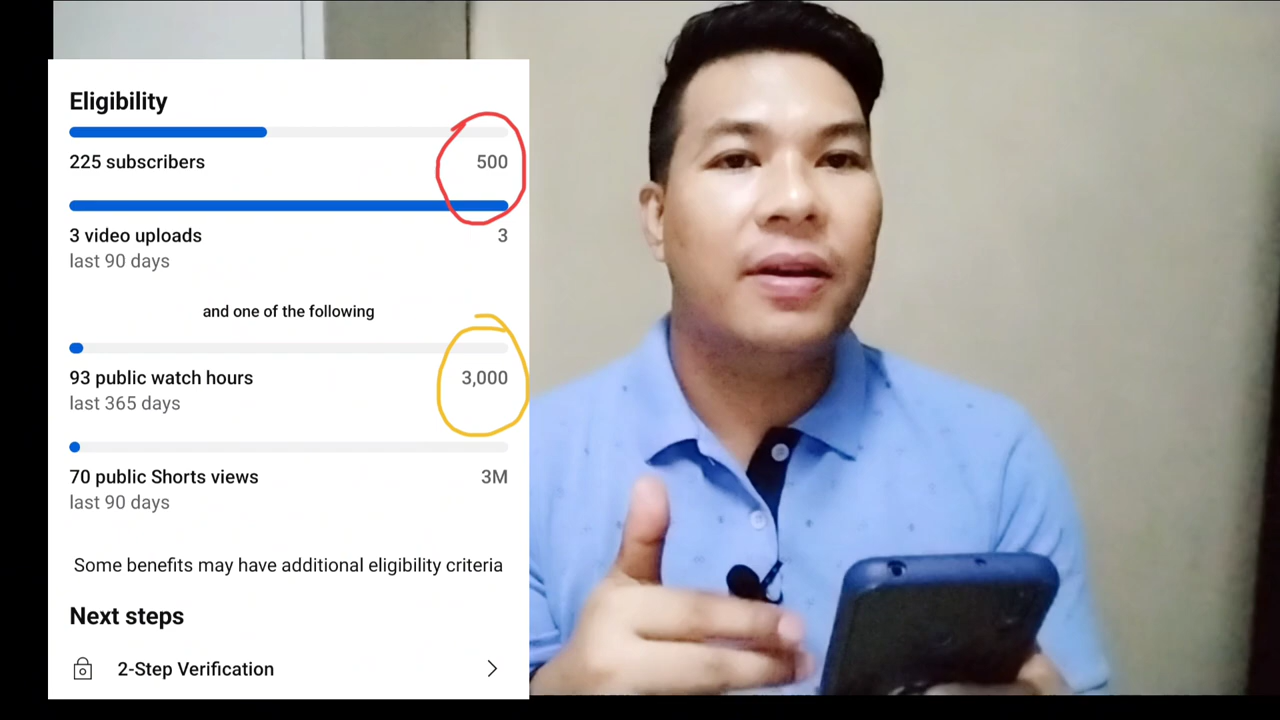 Eligibility
225 subscribers 500
3 video uploads 3
last 90 days
and one of the following
93 public watch hours 3,000
last 365 days
70 public Shorts views 3M
last 90 days
Some benefits may have additional eligibility criteria
Next steps
2-Step Verification